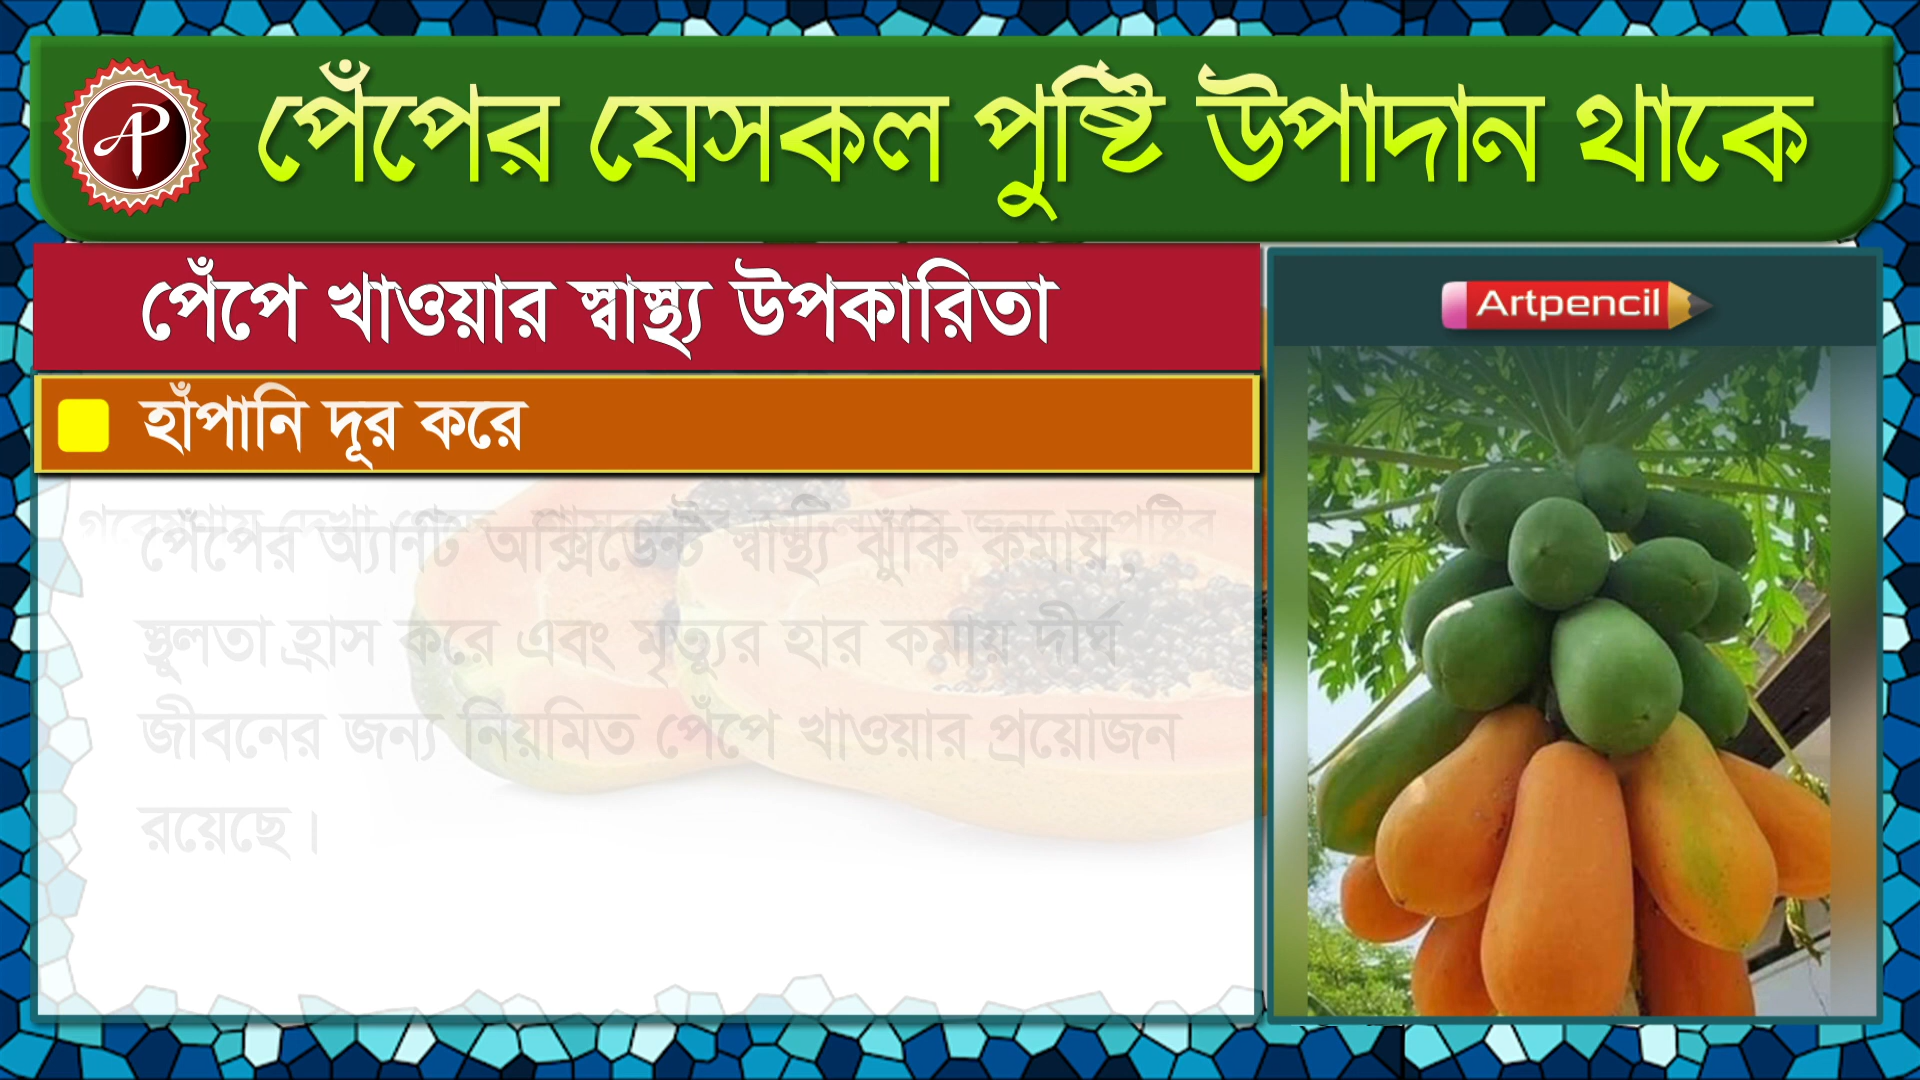 পেঁপের যেসকল পুষ্টি উপাদান থাকে
পেঁপে খাওয়ার স্বাস্থ্য উপকারিতা
Artpencil
হাঁপানি দূর করে
পেঁপের অ্যান্টি অক্সিডেন্ট স্বাস্থ্য ঝুঁকি কমায়,
স্থূলতা হ্রাস করে এবং মৃত্যুর হার কমায় দীর্ঘ
জীবনের জন্য নিয়মিত পেঁপে খাওয়ার প্রয়োজন
রয়েছে।